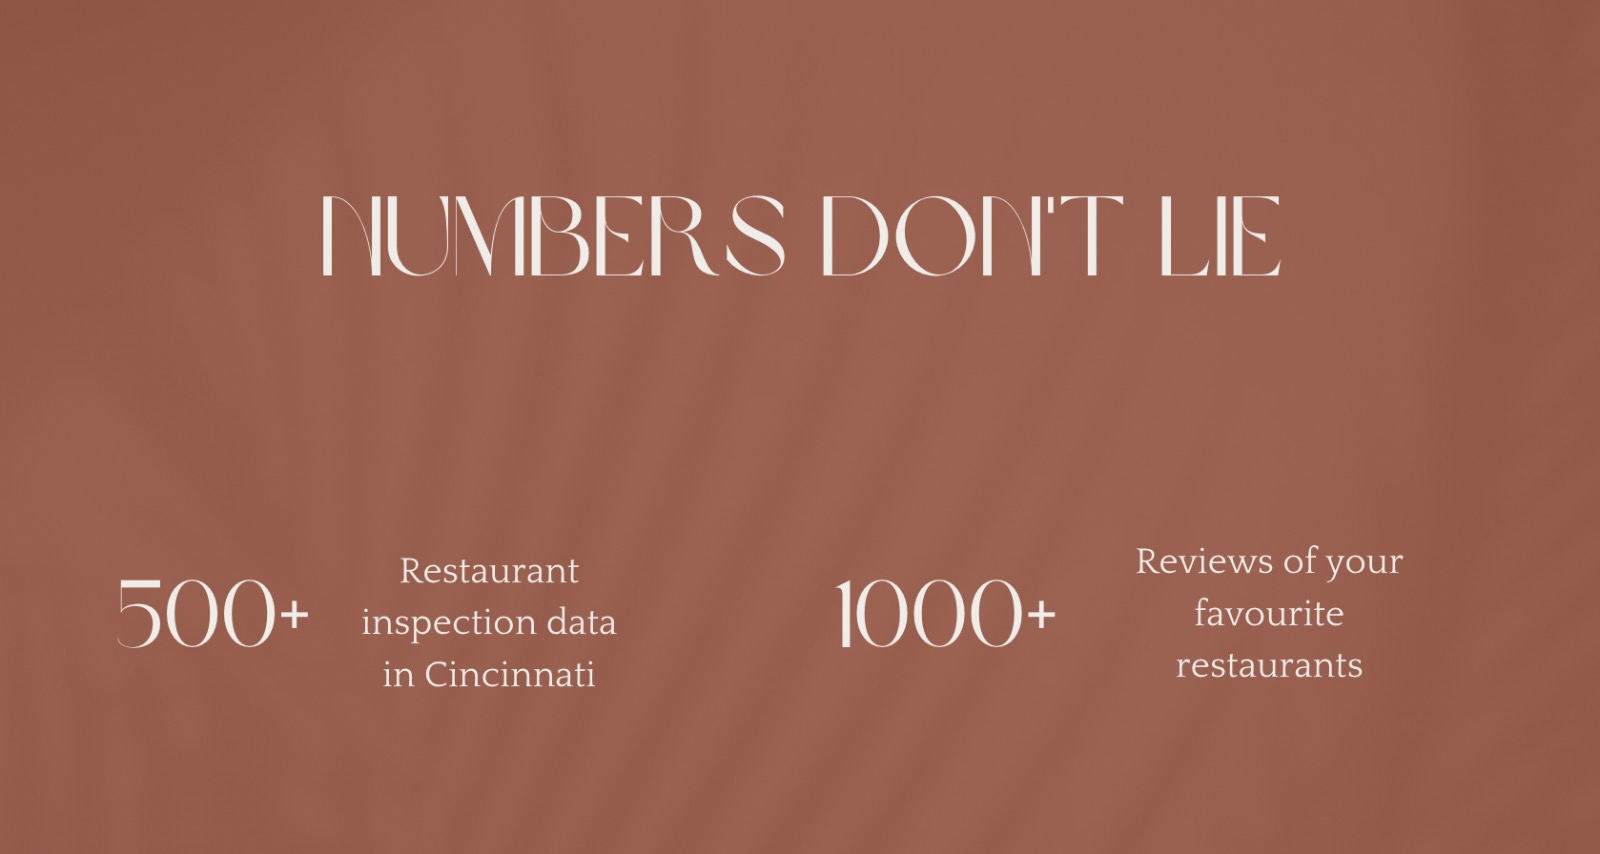 NUMBERS DON'T LIE
500+
Restaurant
inspection data
in Cincinnati
1000+
Reviews of your
favourite
restaurants